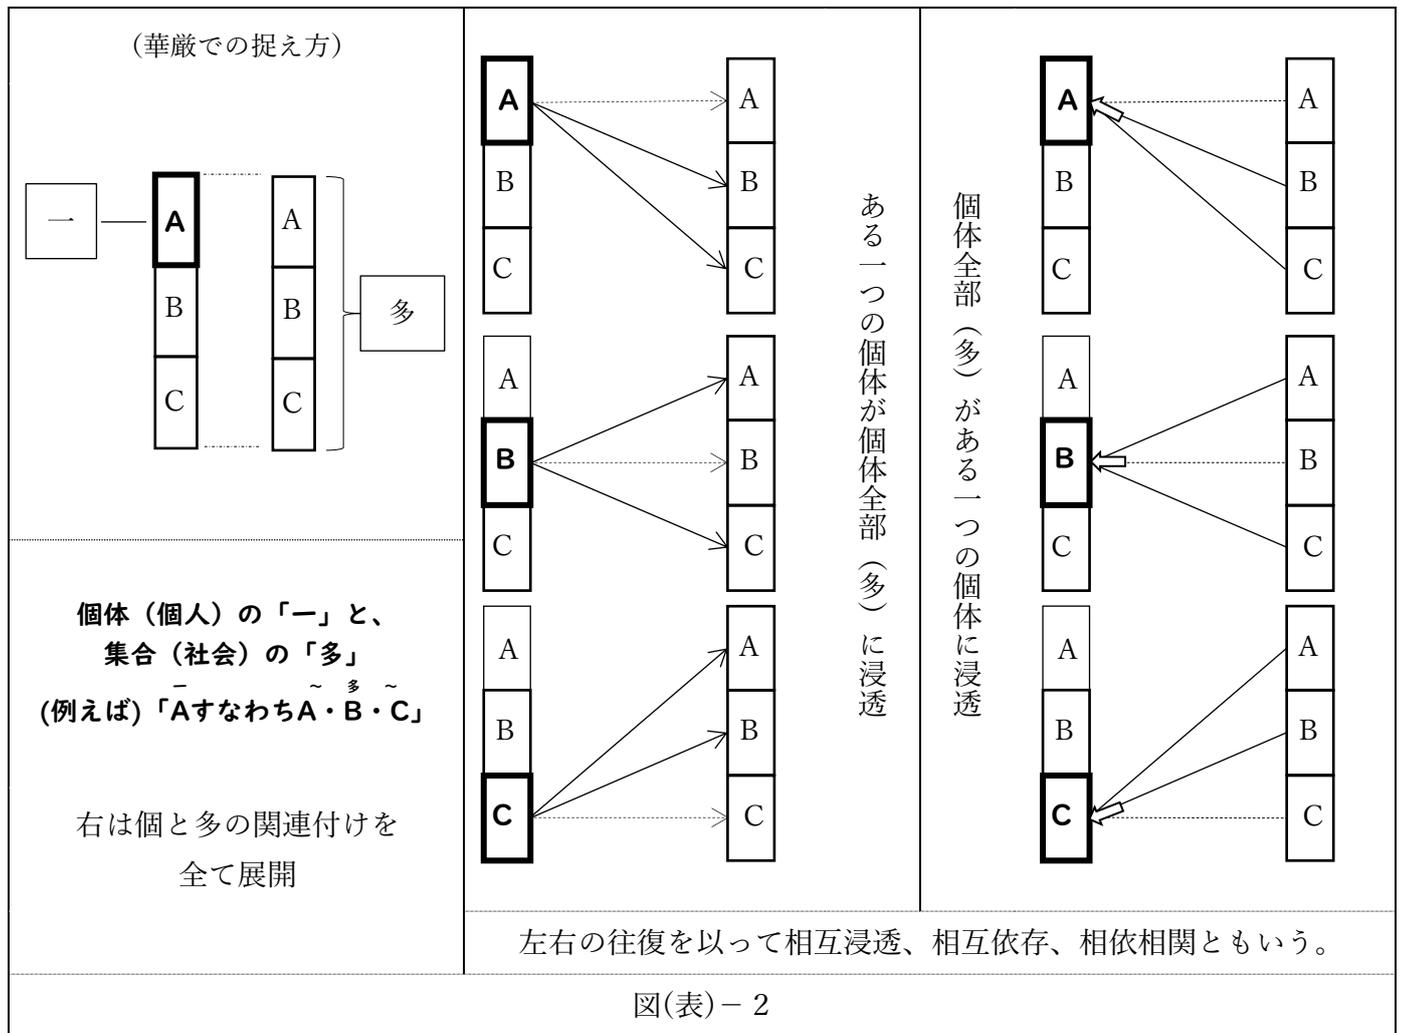 (華厳での捉え方)
一
A
B
C
A
B
C
多
個体（個人）の「一」と、
集合（社会）の「多」
一 ～ 多 ～
(例えば)「Aすなわち A・B・C」
右は個と多の関連付けを
全て展開
A
B
C
A
B
C
A
B
C
A
B
C
A
B
C
A
B
C
ある一つの個体が個体全部（多）に浸透
個体全部（多）がある一つの個体に浸透
A
B
C
A
B
C
A
B
C
A
B
C
A
B
C
A
B
C
左右の往復を以って相互浸透、相互依存、相依相関ともいう。
図(表)－２